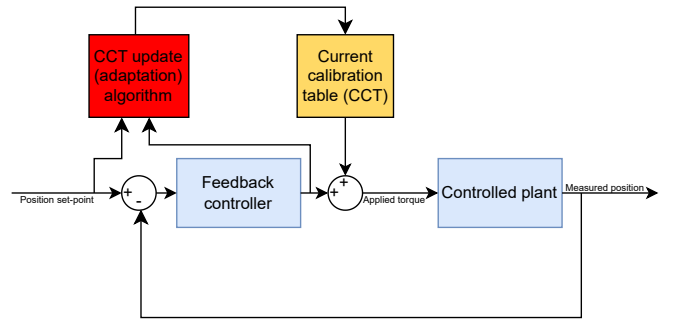 CCT update
(adaptation)
algorithm
Current
calibration
table (CCT)
Position set-point
+
-
Feedback
controller
+
+
Applied torque
Controlled plant
Measured position